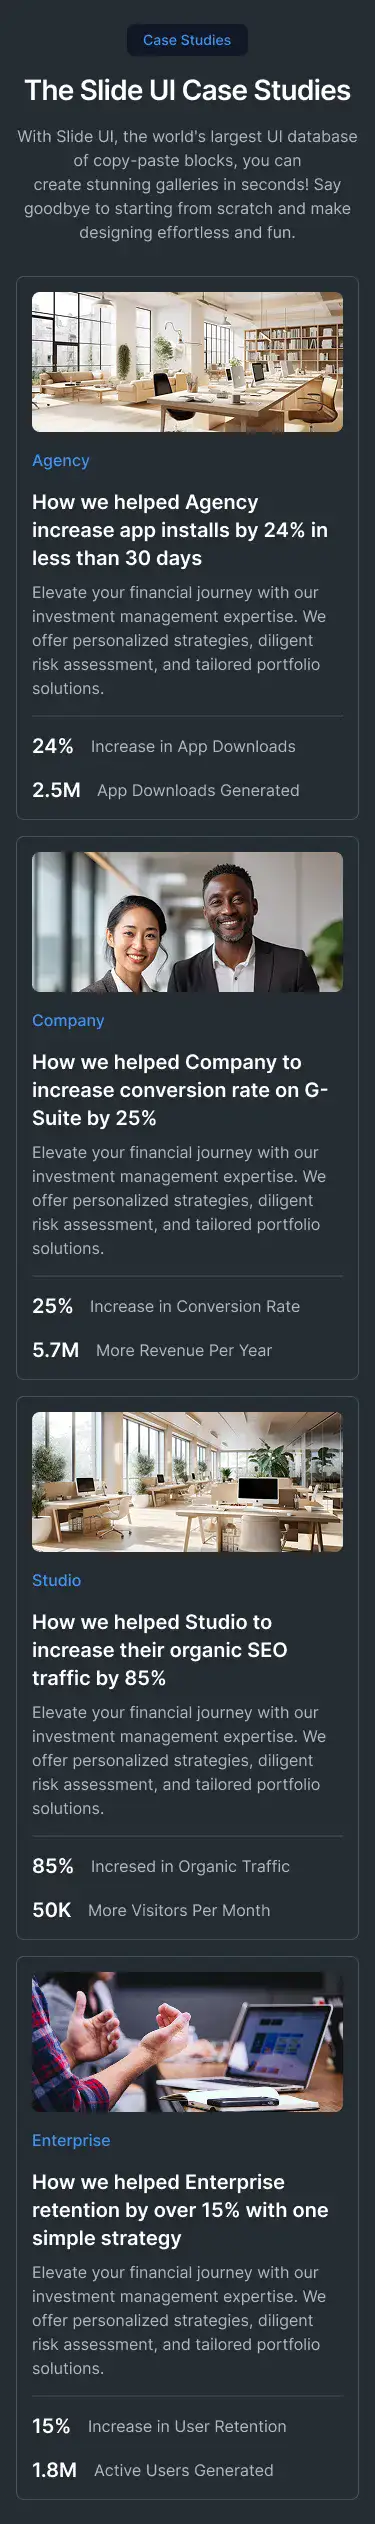 Case Studies
The Slide UI Case Studies
With Slide UI, the world's largest UI database
of copy-paste blocks, you can
create stunning galleries in seconds! Say
goodbye to starting from scratch and make
designing effortless and fun.
Agency
How we helped Agency
increase app installs by 24% in
less than 30 days
Elevate your financial journey with our
investment management expertise. We
offer personalized strategies, diligent
risk assessment, and tailored portfolio
solutions.
24% Increase in App Downloads
2.5M App Downloads Generated
Company
How we helped Company to
increase conversion rate on G-
Suite by 25%
Elevate your financial journey with our
investment management expertise. We
offer personalized strategies, diligent
risk assessment, and tailored portfolio
solutions.
25% Increase in Conversion Rate
5.7M More Revenue Per Year
Studio
How we helped Studio to
increase their organic SEO
traffic by 85%
Elevate your financial journey with our
investment management expertise. We
offer personalized strategies, diligent
risk assessment, and tailored portfolio
solutions.
85% Incresed in Organic Traffic
50K More Visitors Per Month
Enterprise
How we helped Enterprise
retention by over 15% with one
simple strategy
Elevate your financial journey with our
investment management expertise. We
offer personalized strategies, diligent
risk assessment, and tailored portfolio
solutions.
15% Increase in User Retention
1.8M Active Users Generated